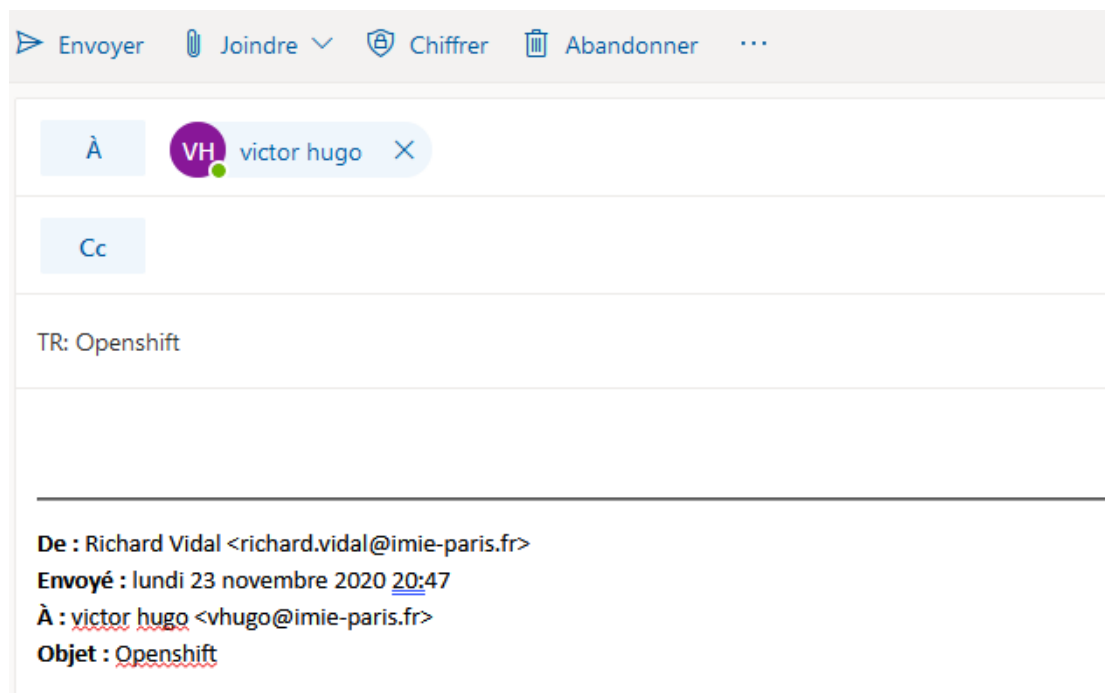 Envoyer Joindre Chiffrer Abandonner ...
À VH victor hugo
Cc
TR: Openshift
De : Richard Vidal <richard.vidal@imie-paris.fr>
Envoyé : lundi 23 novembre 2020 20:47
À : victor hugo <vhugo@imie-paris.fr>
Objet : Openshift